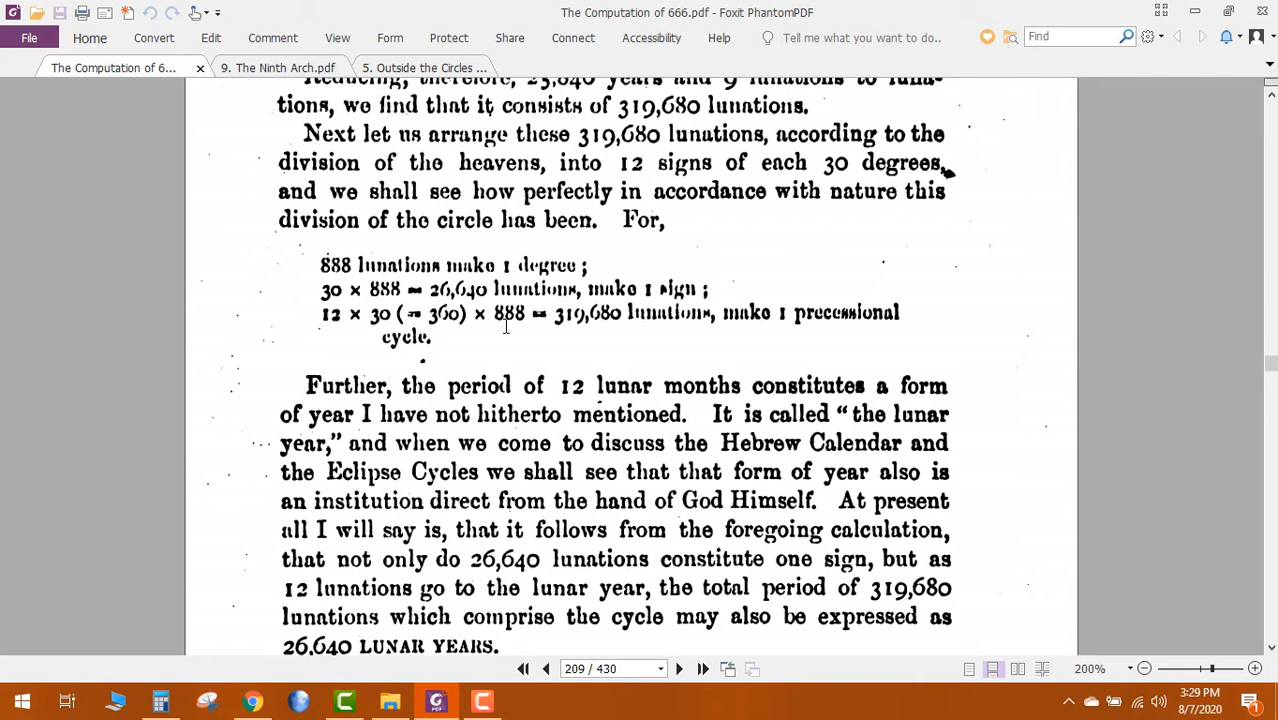 The Computation of 666.pdf - Foxit PhantomPDF
File Home Convert Edit Comment View Form Protect Share Connect Accessibility Help Tell me what you want to do.. Find
The Computation of 6... 9. The Ninth Arch.pdf 5. Outside the Circles ...
Reducing, therefore, 25,840 years and 9 lunations to luna-
tions, we find that it consists of 319,680 lunations.
Next let us arrange these 319,680 lunations, according to the
division of the heavens, into 12 signs of each 30 degrees,
and we shall see how perfectly in accordance with nature this
division of the circle has been. For,
888 lunations make 1 degree;
30 × 888 = 26,640 lunations, make 1 sign;
12 × 30 (= 360) × 888 = 319,680 lunations, make 1 precessional
cycle.
Further, the period of 12 lunar months constitutes a form
of year I have not hitherto mentioned. It is called "the lunar
year," and when we come to discuss the Hebrew Calendar and
the Eclipse Cycles we shall see that that form of year also is
an institution direct from the hand of God Himself. At present
all I will say is, that it follows from the foregoing calculation,
that not only do 26,640 lunations constitute one sign, but as
12 lunations go to the lunar year, the total period of 319,680
lunations which comprise the cycle may also be expressed as
26,640 LUNAR YEARS.
209 / 430
200%
3:29 PM
8/7/2020